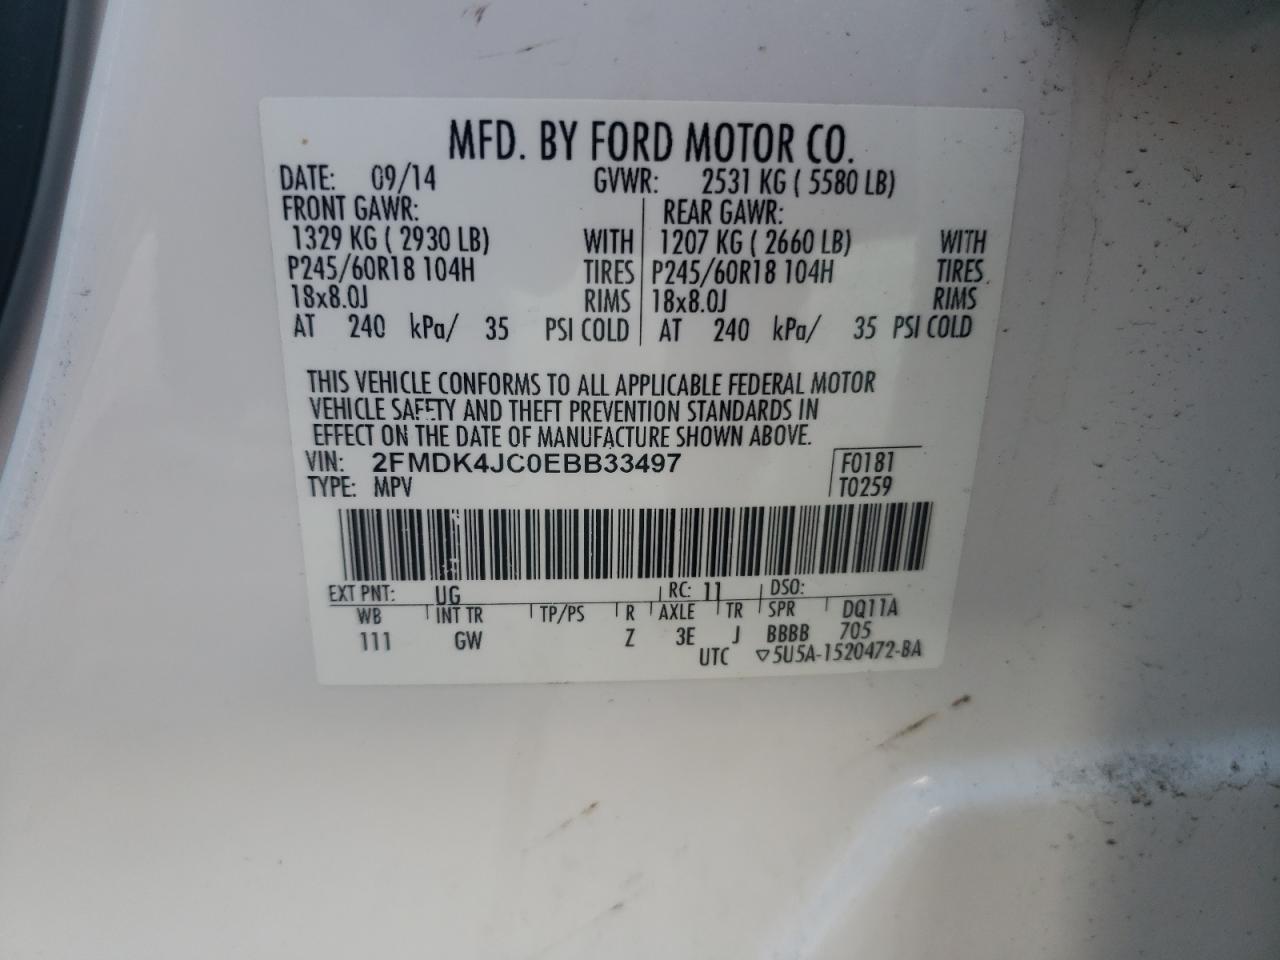 MFD. BY FORD MOTOR CO.
DATE: 09/14 GVWR: 2531 KG ( 5580 LB)
FRONT GAWR: REAR GAWR:
1329 KG ( 2930 LB) WITH 1207 KG ( 2660 LB) WITH
P245/60R18 104H TIRES P245/60R18 104H TIRES
18x8.0J RIMS 18x8.0J RIMS
AT 240 kPa/ 35 PSI COLD AT 240 kPa/ 35 PSI COLD
THIS VEHICLE CONFORMS TO ALL APPLICABLE FEDERAL MOTOR
VEHICLE SAFETY AND THEFT PREVENTION STANDARDS IN
EFFECT ON THE DATE OF MANUFACTURE SHOWN ABOVE.
VIN: 2FMDK4JC0EBB33497 F0181
TYPE: MPV T0259
EXT PNT: UG RC: 11 DSO:
WB INT TR TP/PS R AXLE TR SPR DQ11A
111 GW Z 3E J BBBB 705
UTC ▽5U5A-1520472-BA